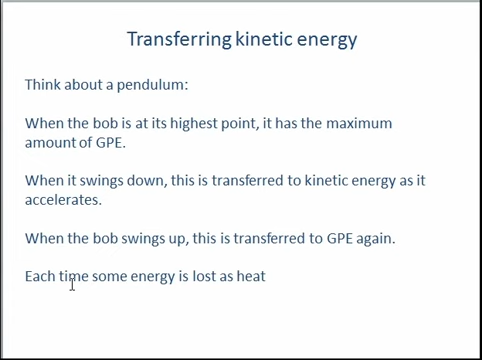 Transferring kinetic energy
Think about a pendulum:
When the bob is at its highest point, it has the maximum
amount of GPE.
When it swings down, this is transferred to kinetic energy as it
accelerates.
When the bob swings up, this is transferred to GPE again.
Each time some energy is lost as heat